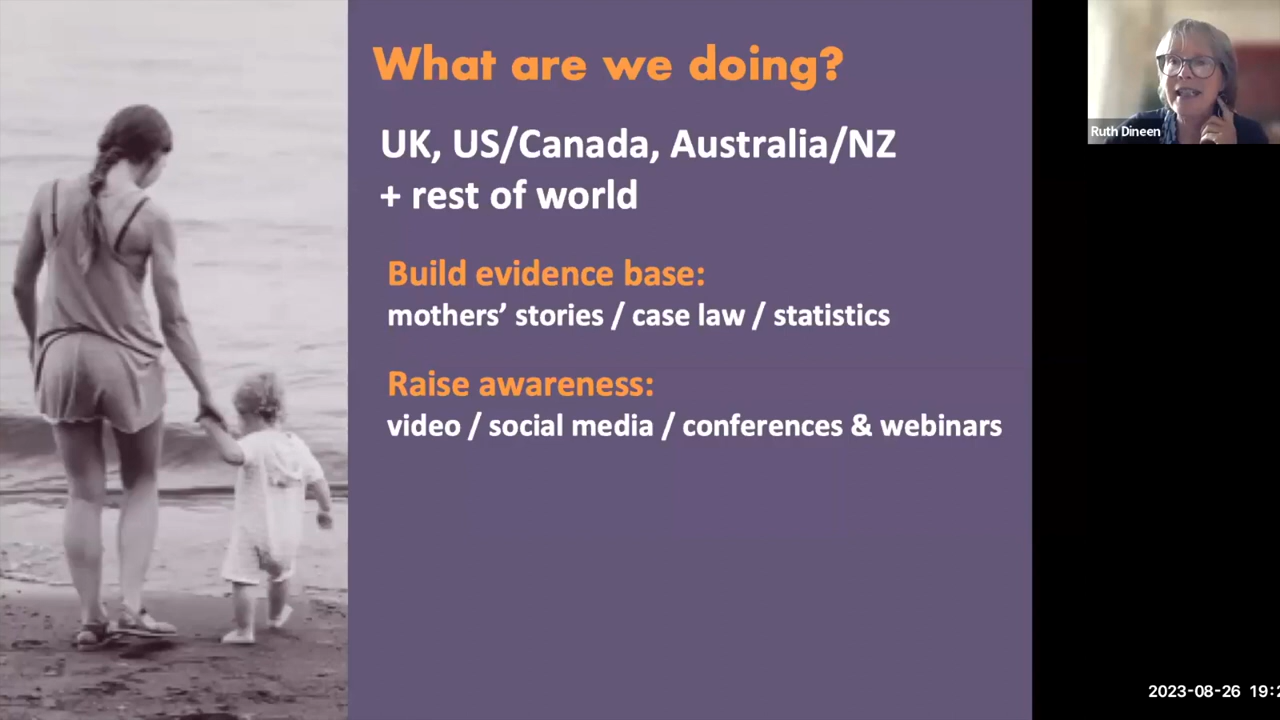 What are we doing?
UK, US/Canada, Australia/NZ
+ rest of world
Build evidence base:
mothers’ stories / case law / statistics
Raise awareness:
video / social media / conferences & webinars
Ruth Dineen
2023-08-26 19:2